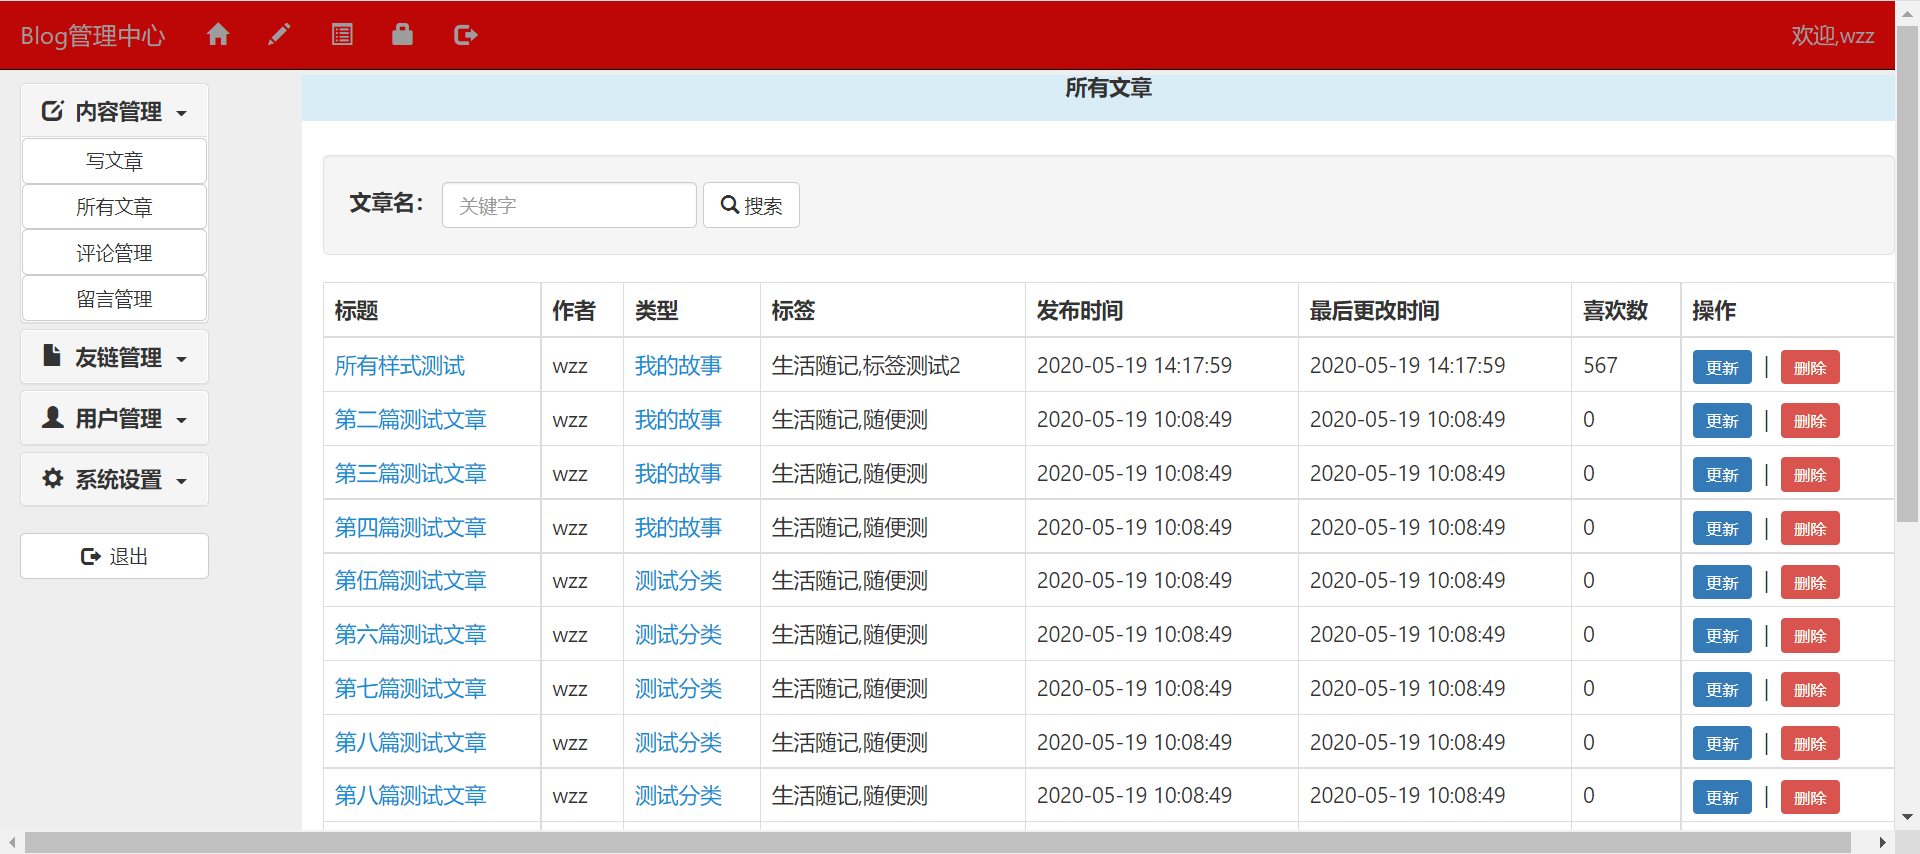 Blog管理中心 欢迎,wzz
内容管理
写文章
所有文章
评论管理
留言管理
友链管理
用户管理
系统设置
退出
所有文章
文章名： 关键字 搜索
标题 作者 类型 标签 发布时间 最后更改时间 喜欢数 操作
所有样式测试 wzz 我的故事 生活随记,标签测试2 2020-05-19 14:17:59 2020-05-19 14:17:59 567 更新 | 删除
第二篇测试文章 wzz 我的故事 生活随记,随便测 2020-05-19 10:08:49 2020-05-19 10:08:49 0 更新 | 删除
第三篇测试文章 wzz 我的故事 生活随记,随便测 2020-05-19 10:08:49 2020-05-19 10:08:49 0 更新 | 删除
第四篇测试文章 wzz 我的故事 生活随记,随便测 2020-05-19 10:08:49 2020-05-19 10:08:49 0 更新 | 删除
第伍篇测试文章 wzz 测试分类 生活随记,随便测 2020-05-19 10:08:49 2020-05-19 10:08:49 0 更新 | 删除
第六篇测试文章 wzz 测试分类 生活随记,随便测 2020-05-19 10:08:49 2020-05-19 10:08:49 0 更新 | 删除
第七篇测试文章 wzz 测试分类 生活随记,随便测 2020-05-19 10:08:49 2020-05-19 10:08:49 0 更新 | 删除
第八篇测试文章 wzz 测试分类 生活随记,随便测 2020-05-19 10:08:49 2020-05-19 10:08:49 0 更新 | 删除
第八篇测试文章 wzz 测试分类 生活随记,随便测 2020-05-19 10:08:49 2020-05-19 10:08:49 0 更新 | 删除